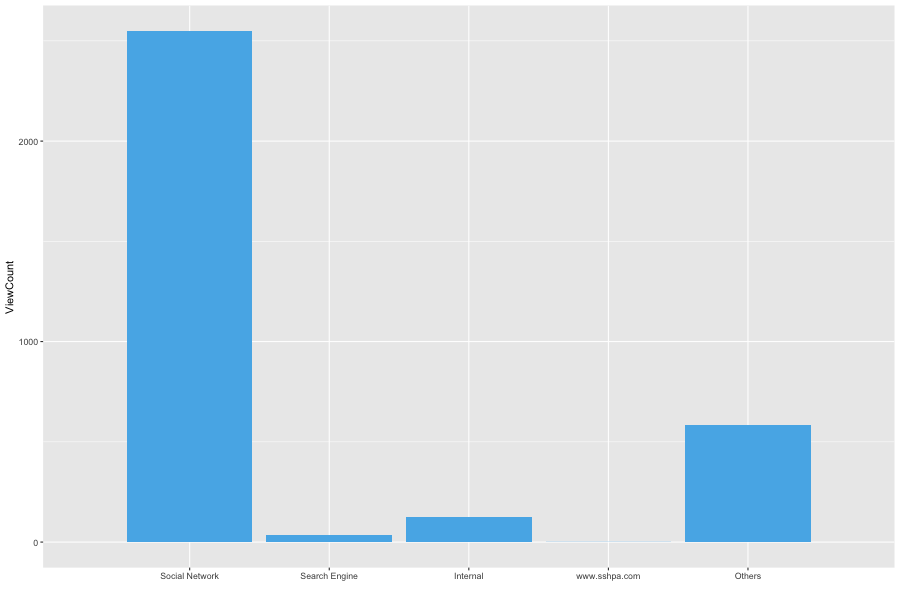 ViewCount
2000
1000
0
Social Network
Search Engine
Internal
www.sshpa.com
Others